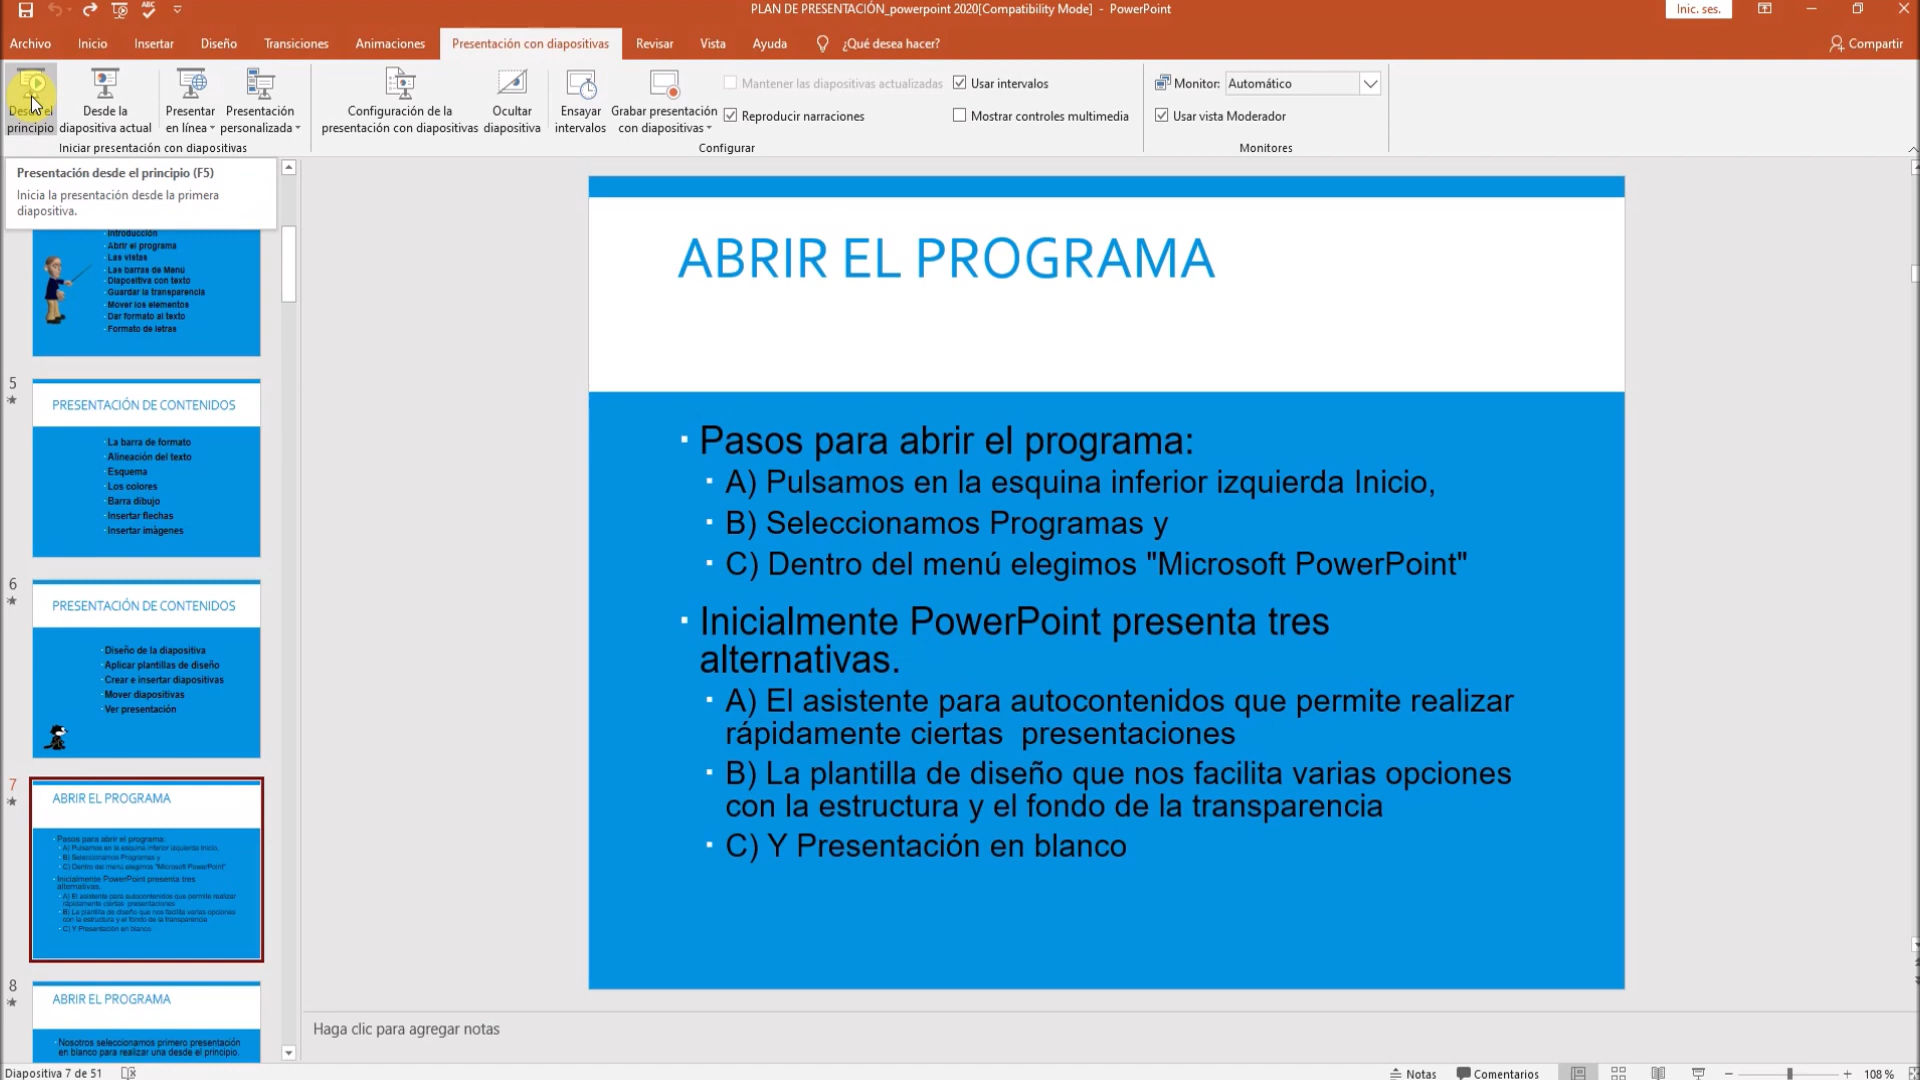 PLAN DE PRESENTACIÓN_powerpoint 2020[Compatibility Mode] - PowerPoint
Inic. ses.
Archivo
Inicio
Insertar
Diseño
Transiciones
Animaciones
Presentación con diapositivas
Revisar
Vista
Ayuda
¿Qué desea hacer?
Compartir
Desde el
principio
Desde la
diapositiva actual
Presentar
en línea
Presentación
personalizada
Iniciar presentación con diapositivas
Configuración de la
presentación con diapositivas
Ocultar
diapositiva
Ensayar
intervalos
Grabar presentación
con diapositivas
Mantener las diapositivas actualizadas
Reproducir narraciones
Usar intervalos
Mostrar controles multimedia
Configurar
Monitor:
Automático
Usar vista Moderador
Monitores
Presentación desde el principio (F5)
Inicia la presentación desde la primera
diapositiva.
Introducción
Abrir el programa
Las vistas
Las barras de Menú
Diapositiva con texto
Guardar la transparencia
Mover los elementos
Dar formato al texto
Formato de letras
5
PRESENTACIÓN DE CONTENIDOS
La barra de formato
Alineación del texto
Esquema
Los colores
Barra dibujo
Insertar flechas
Insertar imágenes
6
PRESENTACIÓN DE CONTENIDOS
Diseño de la diapositiva
Aplicar plantillas de diseño
Crear e insertar diapositivas
Mover diapositivas
Ver presentación
7
ABRIR EL PROGRAMA
Pasos para abrir el programa:
A) Pulsamos en la esquina inferior izquierda Inicio,
B) Seleccionamos Programas y
C) Dentro del menú elegimos "Microsoft PowerPoint"
Inicialmente PowerPoint presenta tres
alternativas.
A) El asistente para autocontenidos que permite realizar
rápidamente ciertas presentaciones
B) La plantilla de diseño que nos facilita varias opciones
con la estructura y el fondo de la transparencia
C) Y Presentación en blanco
8
ABRIR EL PROGRAMA
Nosotros seleccionamos primero presentación
en blanco para realizar una desde el principio.
ABRIR EL PROGRAMA
Pasos para abrir el programa:
A) Pulsamos en la esquina inferior izquierda Inicio,
B) Seleccionamos Programas y
C) Dentro del menú elegimos "Microsoft PowerPoint"
Inicialmente PowerPoint presenta tres
alternativas.
A) El asistente para autocontenidos que permite realizar
rápidamente ciertas presentaciones
B) La plantilla de diseño que nos facilita varias opciones
con la estructura y el fondo de la transparencia
C) Y Presentación en blanco
Haga clic para agregar notas
Diapositiva 7 de 51
Notas
Comentarios
108 %